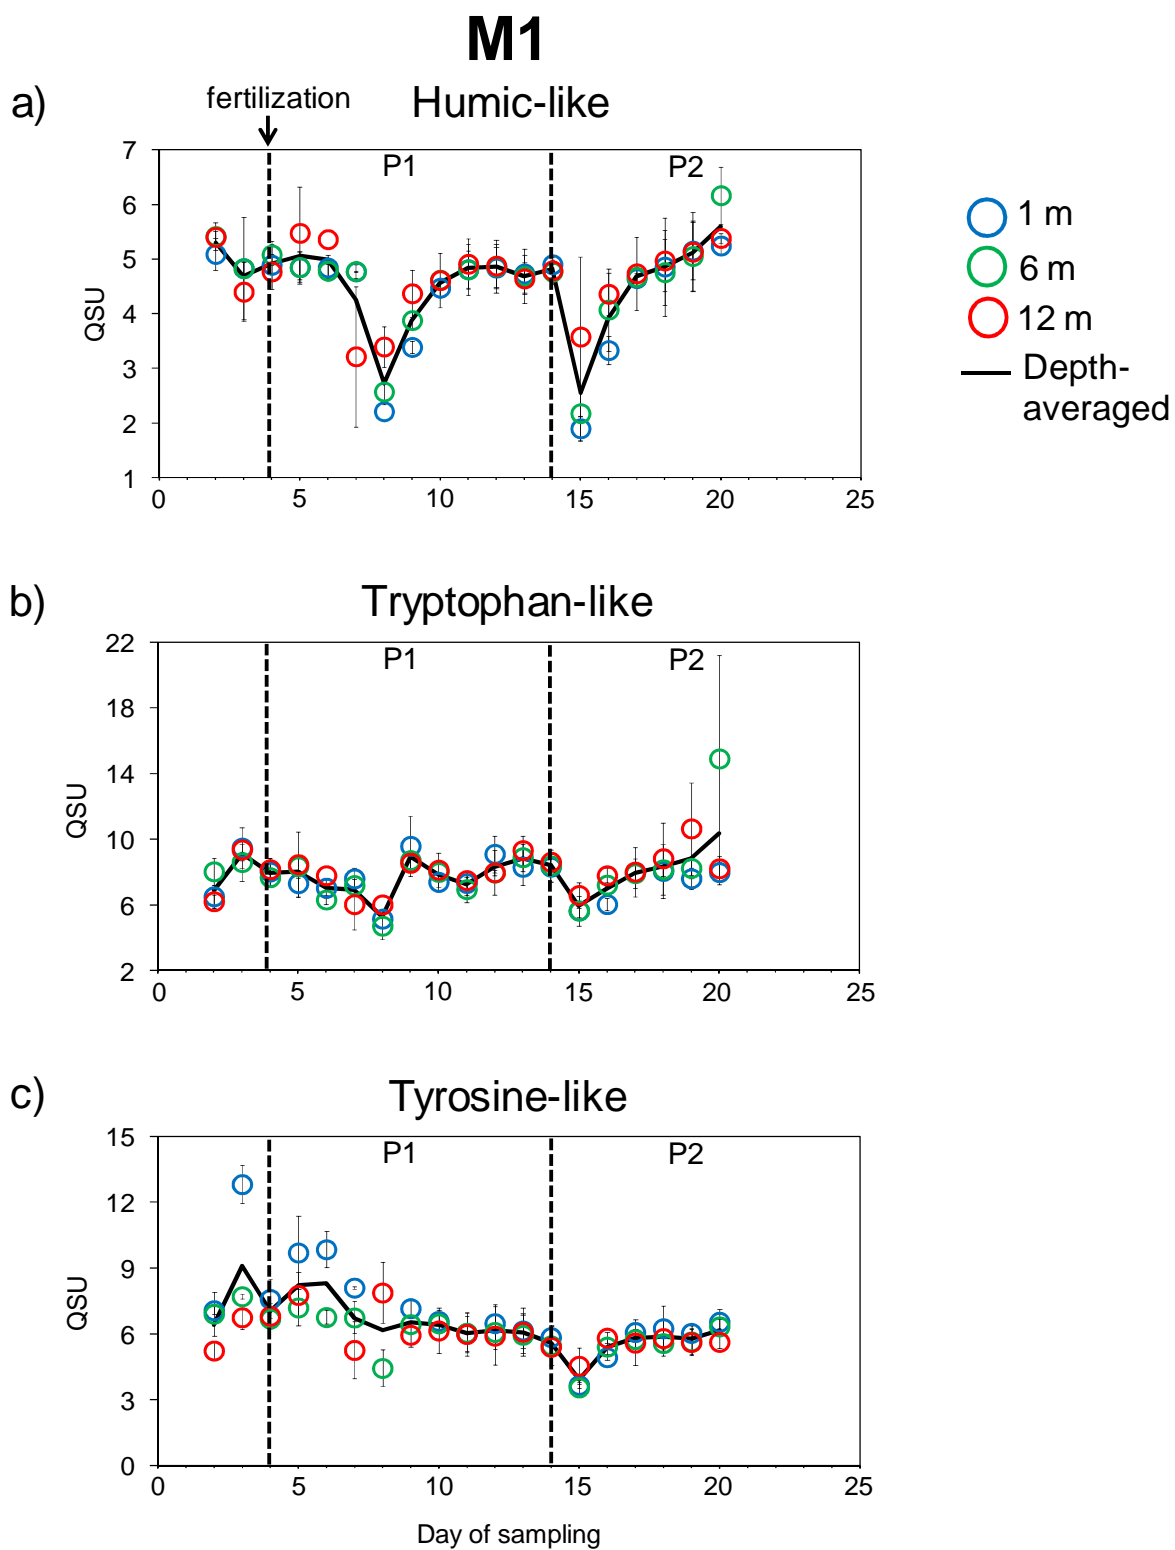 M1
a)
fertilization
Humic-like
P1
P2
7
6
5
4
3
2
1
QSU
0
5
10
15
20
25
1 m
6 m
12 m
Depth-
averaged
b)
Tryptophan-like
P1
P2
22
18
14
10
6
2
QSU
0
5
10
15
20
25
c)
Tyrosine-like
P1
P2
15
12
9
6
3
0
QSU
0
5
10
15
20
25
Day of sampling